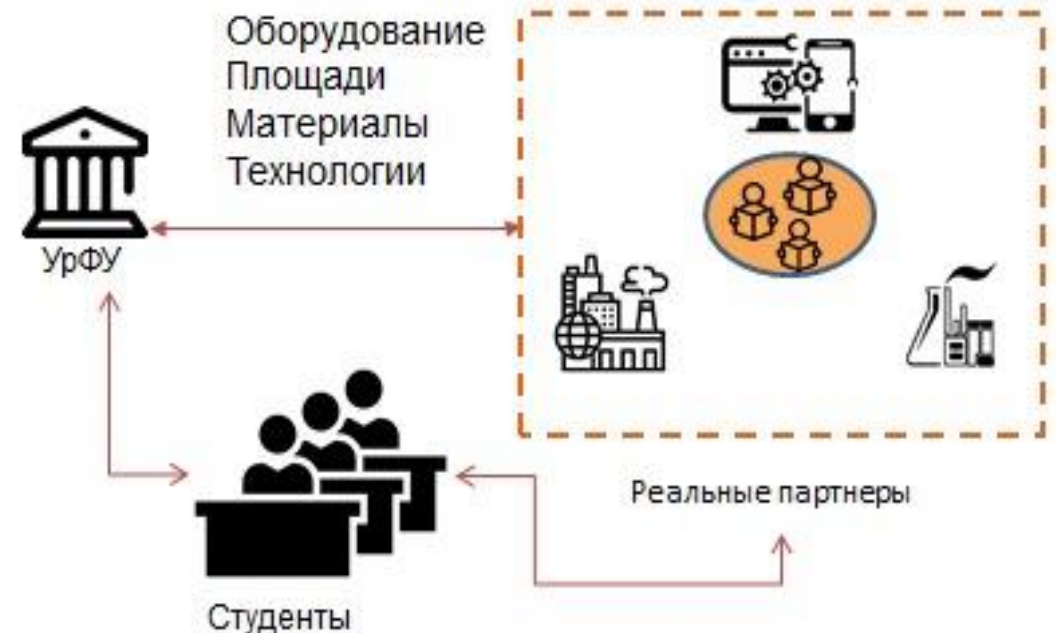 Оборудование
Площади
Материалы
Технологии
УрФУ
Реальные партнеры
Студенты